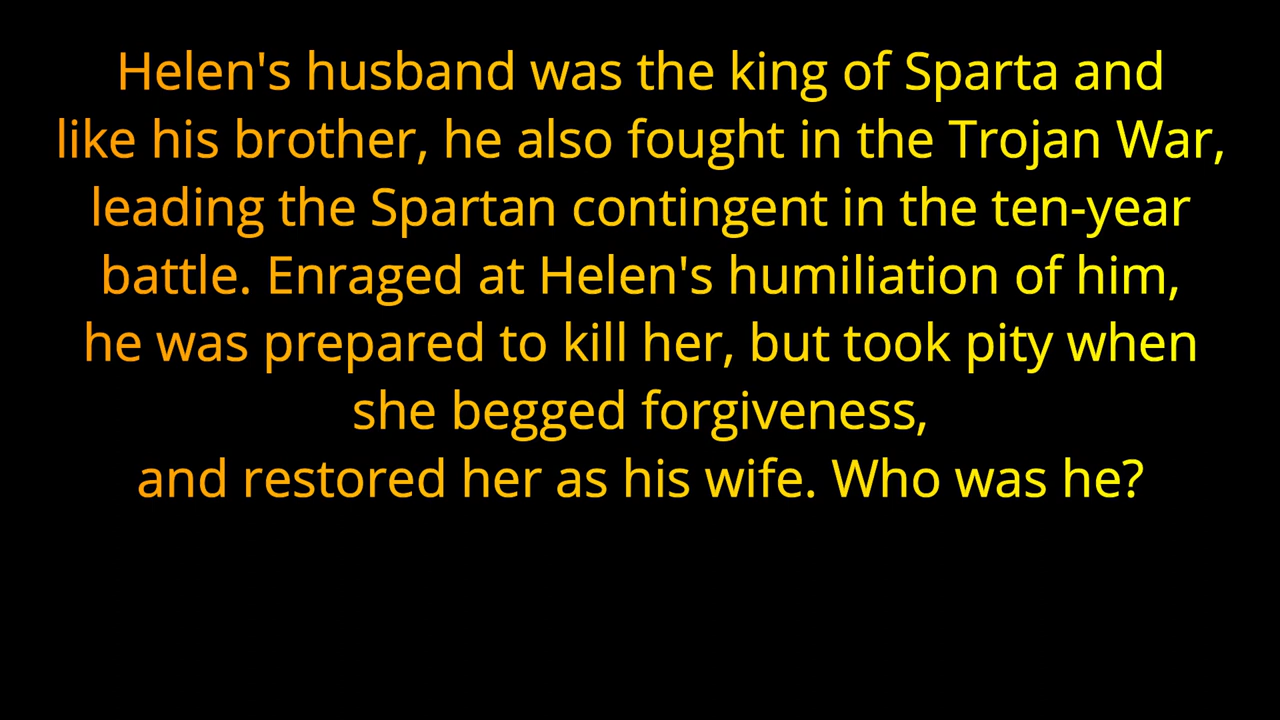 Helen's husband was the king of Sparta and
like his brother, he also fought in the Trojan War,
leading the Spartan contingent in the ten-year
battle. Enraged at Helen's humiliation of him,
he was prepared to kill her, but took pity when
she begged forgiveness,
and restored her as his wife. Who was he?